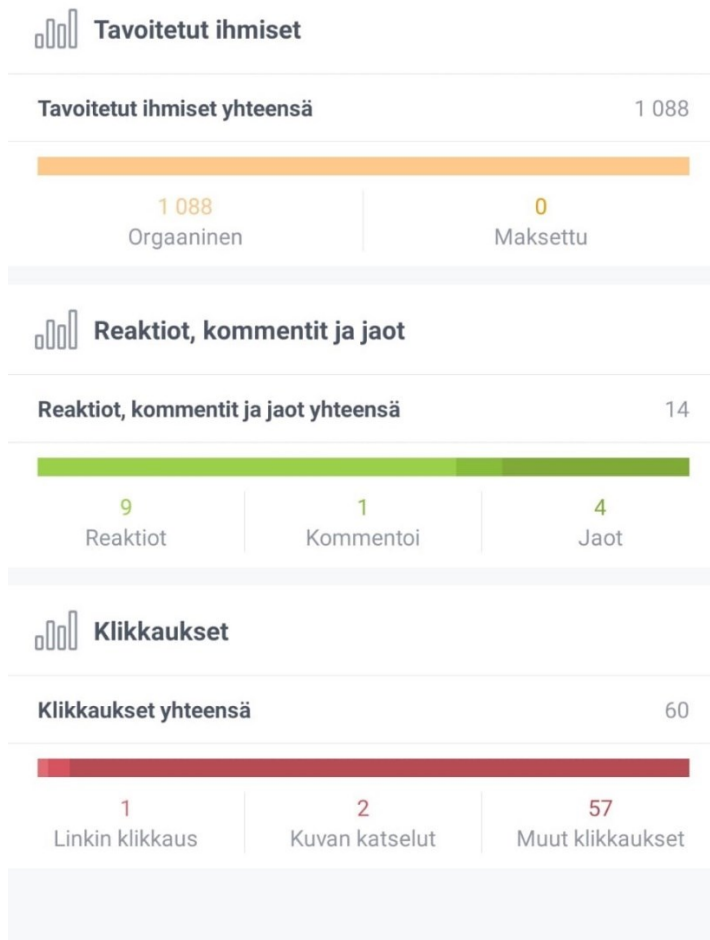 Tavoitetut ihmiset
Tavoitetut ihmiset yhteensä 1 088
1 088 0
Orgaaninen Maksettu
Reaktiot, kommentit ja jaot
Reaktiot, kommentit ja jaot yhteensä 14
9 1 4
Reaktiot Kommentoi Jaot
Klikkaukset
Klikkaukset yhteensä 60
1 2 57
Linkin klikkaus Kuvan katselut Muut klikkaukset